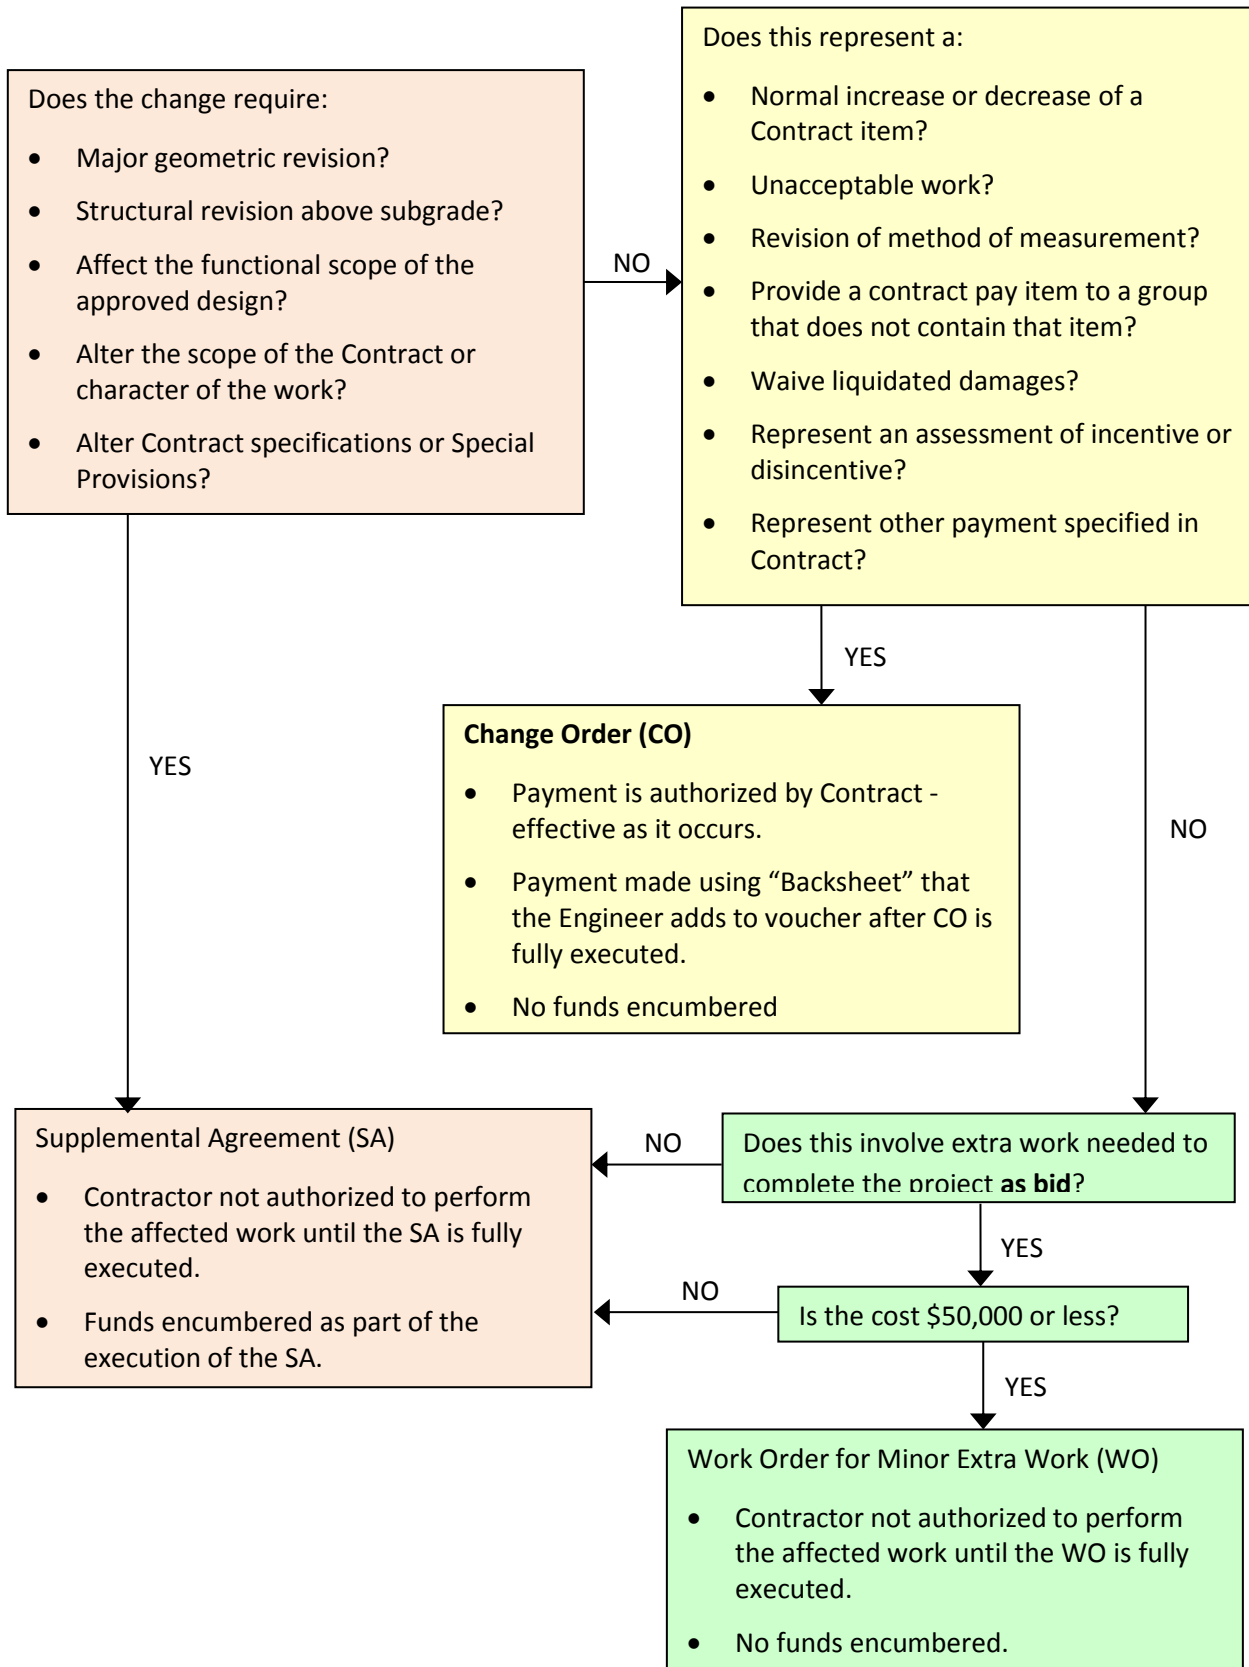 Does the change require:
• Major geometric revision?
• Structural revision above subgrade?
• Affect the functional scope of the
approved design?
• Alter the scope of the Contract or
character of the work?
• Alter Contract specifications or Special
Provisions?
NO
Does this represent a:
• Normal increase or decrease of a
Contract item?
• Unacceptable work?
• Revision of method of measurement?
• Provide a contract pay item to a group
that does not contain that item?
• Waive liquidated damages?
• Represent an assessment of incentive or
disincentive?
• Represent other payment specified in
Contract?
YES
YES
NO
Change Order (CO)
• Payment is authorized by Contract -
effective as it occurs.
• Payment made using “Backsheet” that
the Engineer adds to voucher after CO is
fully executed.
• No funds encumbered
Supplemental Agreement (SA)
• Contractor not authorized to perform
the affected work until the SA is fully
executed.
• Funds encumbered as part of the
execution of the SA.
NO
Does this involve extra work needed to
complete the project as bid?
YES
NO
Is the cost $50,000 or less?
YES
Work Order for Minor Extra Work (WO)
• Contractor not authorized to perform
the affected work until the WO is fully
executed.
• No funds encumbered.